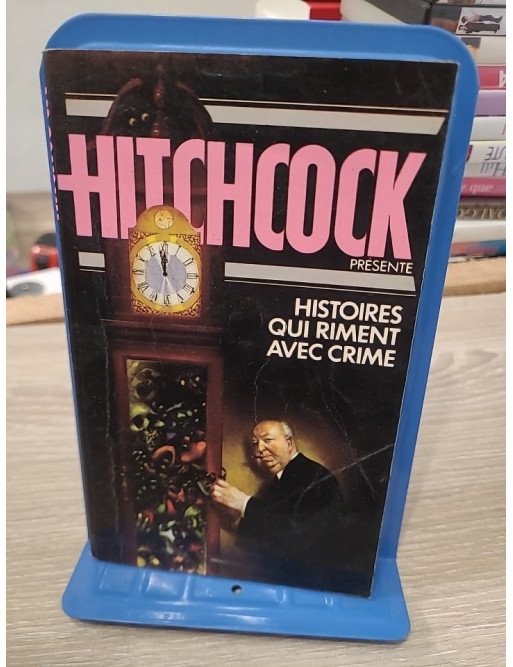 HITCHCOCK
PRÉSENTE
HISTOIRES
QUI RIMENT
AVEC CRIME